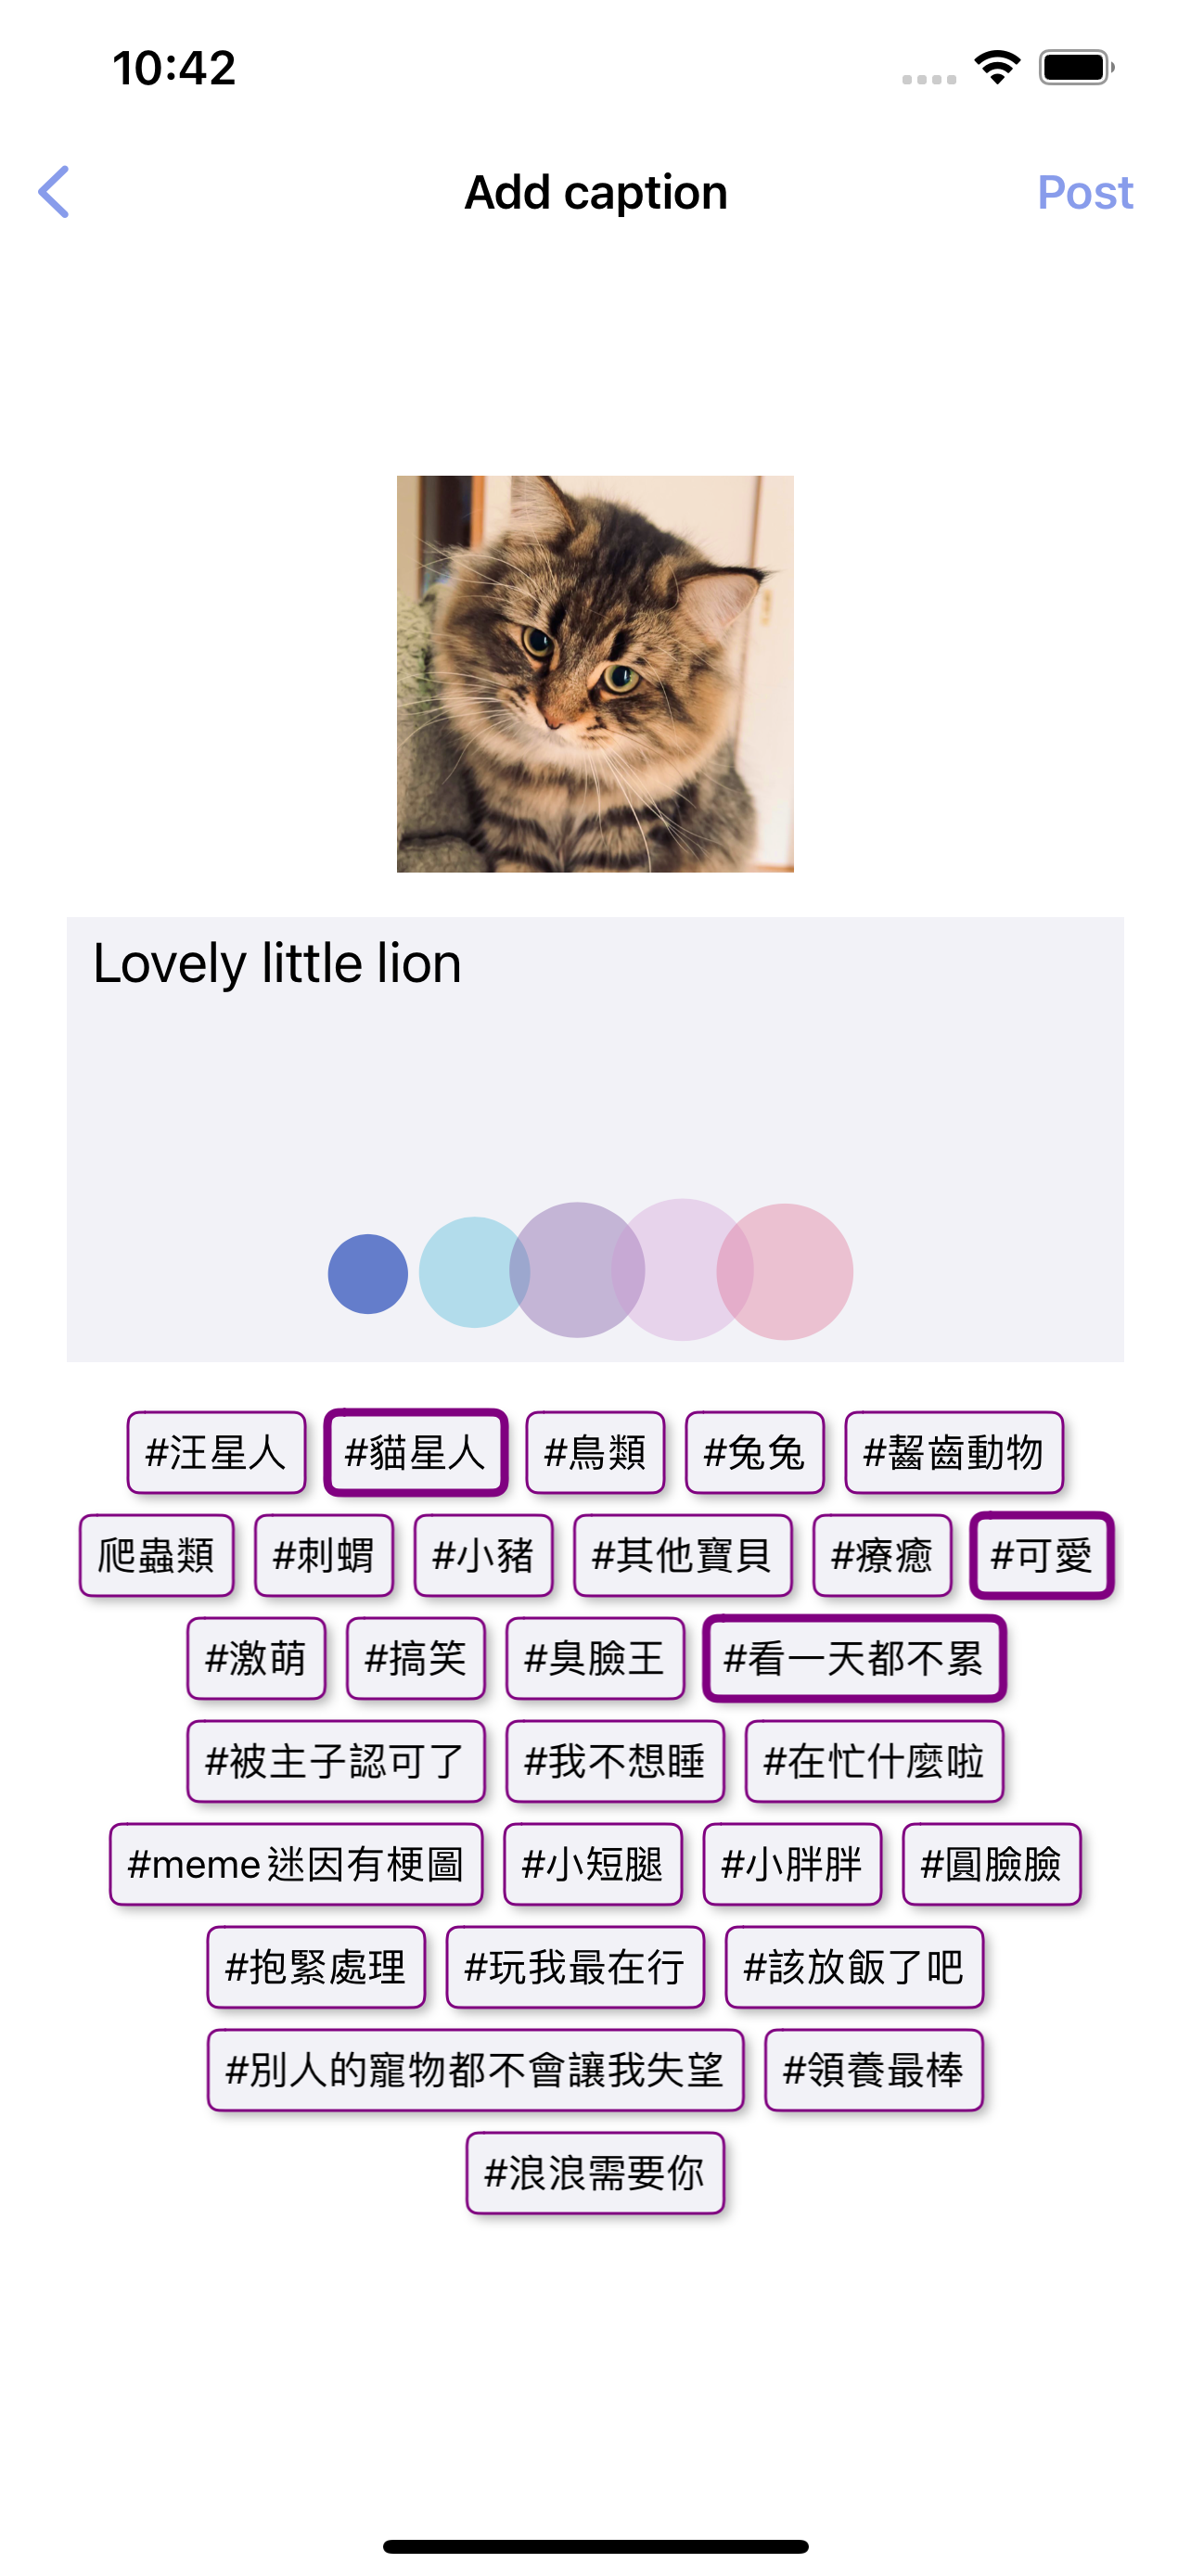 10:42
Add caption
Post
Lovely little lion
#汪星人 #貓星人 #鳥類 #兔兔 #齧齒動物
爬蟲類 #刺蝟 #小豬 #其他寶貝 #療癒 #可愛
#激萌 #搞笑 #臭臉王 #看一天都不累
#被主子認可了 #我不想睡 #在忙什麼啦
#meme迷因有梗圖 #小短腿 #小胖胖 #圓臉臉
#抱緊處理 #玩我最在行 #該放飯了吧
#別人的寵物都不會讓我失望 #領養最棒
#浪浪需要你